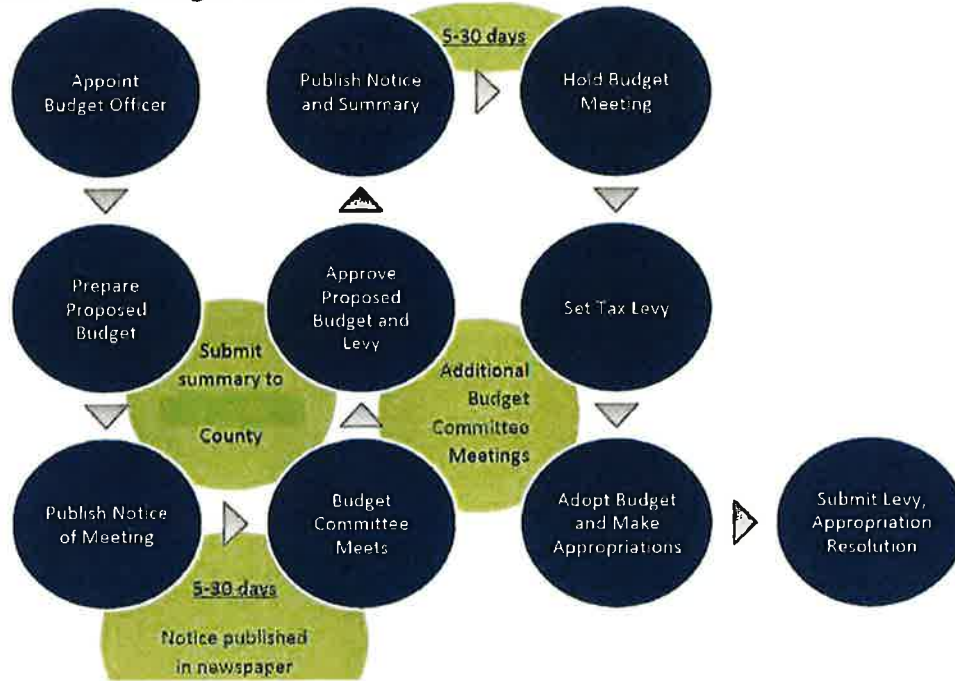 Appoint
Budget Officer
Prepare
Proposed
Budget
Publish Notice
of Meeting
5-30 days
Notice published
in newspaper
Budget
Committee
Meets
Submit
summary to
County
Additional
Budget
Committee
Meetings
Approve
Proposed
Budget and
Levy
Publish Notice
and Summary
5-30 days
Hold Budget
Meeting
Set Tax Levy
Adopt Budget
and Make
Appropriations
Submit Levy,
Appropriation
Resolution